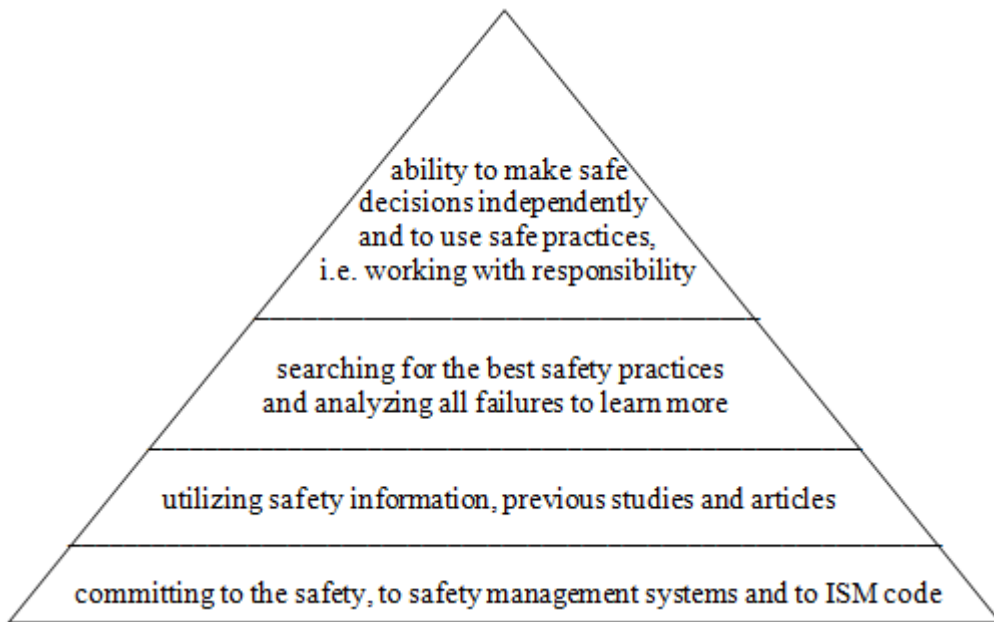 ability to make safe
decisions independently
and to use safe practices,
i.e. working with responsibility
searching for the best safety practices
and analyzing all failures to learn more
utilizing safety information, previous studies and articles
committing to the safety, to safety management systems and to ISM code